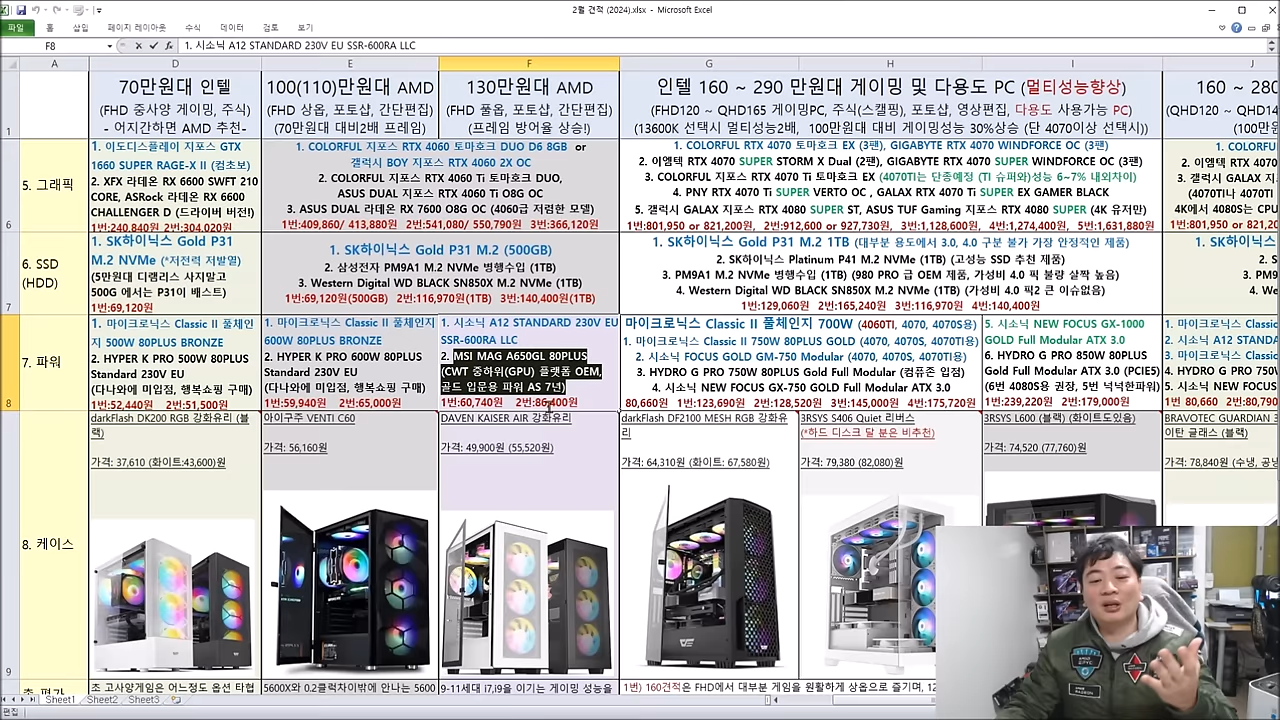 2월 견적 (2024).xlsx - Microsoft Excel
파일 홈 삽입 페이지 레이아웃 수식 데이터 검토 보기
F8 1. 시소닉 A12 STANDARD 230V EU SSR-600RA LLC
A D E F G H I J
1
70만원대 인텔
(FHD 중사양 게이밍, 주식)
- 어지간하면 AMD 추천-
100(110)만원대 AMD
(FHD 상옵, 포토샵, 간단편집)
(70만원대 대비2배 프레임)
130만원대 AMD
(FHD 풀옵, 포토샵, 간단편집)
(프레임 방어율 상승!)
인텔 160 ~ 290 만원대 게이밍 및 다용도 PC (멀티성능향상)
(FHD120 ~ QHD165 게이밍PC, 주식(스캘핑), 포토샵, 영상편집, 다용도 사용가능 PC)
(13600K 선택시 멀티성능2배, 100만원대 대비 게이밍성능 30%상승 (단 4070이상 선택시))
160 ~ 280
(QHD120 ~
(100만원
6
5. 그래픽
1. 이도디스플레이 지포스 GTX
1660 SUPER RAGE-X II (컴초보)
2. XFX 라데온 RX 6600 SWFT 210
CORE, ASRock 라데온 RX 6600
CHALLENGER D (드라이버 버전!)
1번:240,840원 2번:304,020원
1. COLORFUL 지포스 RTX 4060 토마호크 DUO D6 8GB or
갤럭시 BOY 지포스 RTX 4060 2X OC
2. COLORFUL 지포스 RTX 4060 Ti 토마호크 DUO,
ASUS DUAL 지포스 RTX 4060 Ti O8G OC
3. ASUS DUAL 라데온 RX 7600 O8G OC (4060급 저렴한 모델)
1번:409,860/ 413,880원 2번:541,080/ 550,790원 3번:366,120원
1. COLORFUL 지포스 RTX 4070 토마호크 EX (3팬), GIGABYTE RTX 4070 WINDFORCE OC (3팬)
2. 이엠텍 RTX 4070 SUPER STORM X Dual (2팬), GIGABYTE RTX 4070 SUPER WINDFORCE OC (3팬)
3. COLORFUL 지포스 RTX 4070 Ti 토마호크 EX (4070Ti는 단종예정 (TI 슈퍼와)성능 6~7% 내외차이)
4. PNY RTX 4070 Ti SUPER VERTO OC , GALAX RTX 4070 Ti SUPER EX GAMER BLACK
5. 갤럭시 GALAX 지포스 RTX 4080 SUPER ST, ASUS TUF Gaming 지포스 RTX 4080 SUPER (4K 유저만)
1번:801,950 or 821,200원, 2번:912,600 or 927,730원, 3번:1,128,600원, 4번:1,274,400원, 5번:1,631,880원
1. COLORFU
2. 이엠
3. COLORFU
(4070Ti나 4070T
4K에서 4080S는 CPU
1번:801,950 or 821,
7
6. SSD
(HDD)
1. SK하이닉스 Gold P31
M.2 NVMe (*저전력 저발열)
(5만원대 디램리스 사지말고
500G 에서는 P31이 베스트)
1번:69,120원
1. SK하이닉스 Gold P31 M.2 (500GB)
2. 삼성전자 PM9A1 M.2 NVMe 병행수입 (1TB)
3. Western Digital WD BLACK SN850X M.2 NVMe (1TB)
1번:69,120원(500GB) 2번:116,970원(1TB) 3번:140,400원(1TB)
1. SK하이닉스 Gold P31 M.2 1TB (대부분 용도에서 3.0, 4.0 구분 불가 가장 안정적인 제품)
2. SK하이닉스 Platinum P41 M.2 NVMe (1TB) (고성능 SSD 추천 제품)
3. PM9A1 M.2 NVMe 병행수입 (1TB) (980 PRO 급 OEM 제품, 가성비 4.0 픽 불량 살짝 높음)
4. Western Digital WD BLACK SN850X M.2 NVMe (1TB) (가성비 4.0 픽2 큰 이슈없음)
1번:129,060원 2번:165,240원 3번:116,970원 4번:140,400원
1. SK하이닉스
2. SK
3. PM
4. We
8
7. 파워
1. 마이크로닉스 Classic II 풀체인
지 500W 80PLUS BRONZE
2. HYPER K PRO 500W 80PLUS
Standard 230V EU
(다나와에 미입점, 행복쇼핑 구매)
1번:52,440원 2번:51,500원
1. 마이크로닉스 Classic II 풀체인지
600W 80PLUS BRONZE
2. HYPER K PRO 600W 80PLUS
Standard 230V EU
(다나와에 미입점, 행복쇼핑 구매)
1번:59,940원 2번:65,000원
1. 시소닉 A12 STANDARD 230V EU
SSR-600RA LLC
2. MSI MAG A650GL 80PLUS
(CWT 중하위(GPU) 플랫폼 OEM,
골드 입문용 파워 AS 7년)
1번:60,740원 2번:86,400원
마이크로닉스 Classic II 풀체인지 700W (4060TI, 4070, 4070S용)
1. 마이크로닉스 Classic II 750W 80PLUS GOLD (4070, 4070S, 4070Ti용)
2. 시소닉 FOCUS GOLD GM-750 Modular (4070, 4070S, 4070Ti용)
3. HYDRO G PRO 750W 80PLUS Gold Full Modular (컴퓨존 입점)
4. 시소닉 NEW FOCUS GX-750 GOLD Full Modular ATX 3.0
80,660원, 1번:123,690원 2번:128,520원 3번:145,000원 4번:175,720원
5. 시소닉 NEW FOCUS GX-1000
GOLD Full Modular ATX 3.0
6. HYDRO G PRO 850W 80PLUS
Gold Full Modular ATX 3.0 (PCIE5)
(6번 4080S용 권장, 5번 넉넉한파워)
5번:239,220원 6번:179,000원
1. 마이크로닉스 C
2. 시소닉 A12 STANDA
3. 마이크로닉스 Classic
4. 시소닉 FOCUS GOLD
5. 시소닉 NEW FOCUS
1번 80,660 2번 80,790
9
8. 케이스
darkFlash DK200 RGB 강화유리 (블
랙)
가격: 37,610 (화이트:43,600)원
아이구주 VENTI C60
가격: 56,160원
DAVEN KAISER AIR 강화유리
가격: 49,900원 (55,520원)
darkFlash DF2100 MESH RGB 강화유
리
가격: 64,310원 (화이트: 67,580원)
3RSYS S406 Quiet 리버스
(*하드 디스크 달 분은 비추천)
가격: 79,380 (82,080)원
3RSYS L600 (블랙) (화이트도있음)
가격: 74,520 (77,760)원
BRAVOTEC GUARDIAN
이탄 글래스 (블랙)
가격: 78,840원 (수냉, 공냉
총 평가
조 고사양게임은 어느정도 옵션 타협
5600X와 0.2클럭차이밖에 안나는 5600
-11세대 i7,i9을 이기는 게이밍 성능을
1번) 160견적은 FHD에서 대부분 게임을 원활하게 상옵으로 즐기며, 12
Sheet1 Sheet2 Sheet3
편집